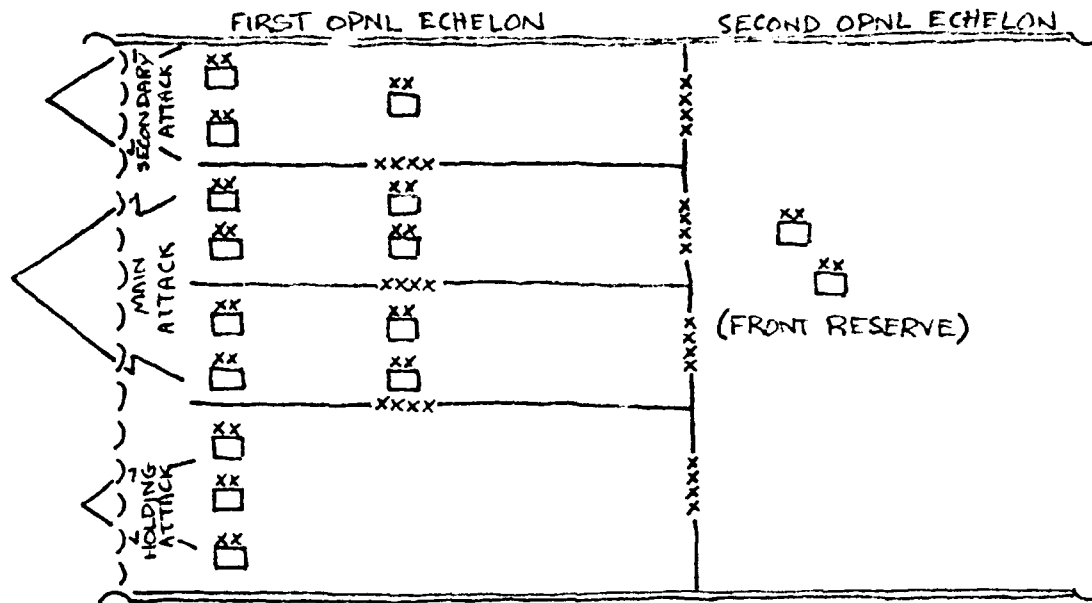 FIRST OPNL ECHELON
SECOND OPNL ECHELON
SECONDARY
ATTACK
XX
XX
XX
XXXX
XXXX
XX
XX
XX
XX
XXXX
XX
MAIN
ATTACK
XXXX
XX
XX
XX
XX
XX
XXXX
(FRONT RESERVE)
XXXX
XX
HOLDING
ATTACK
XX
XXXX
XX